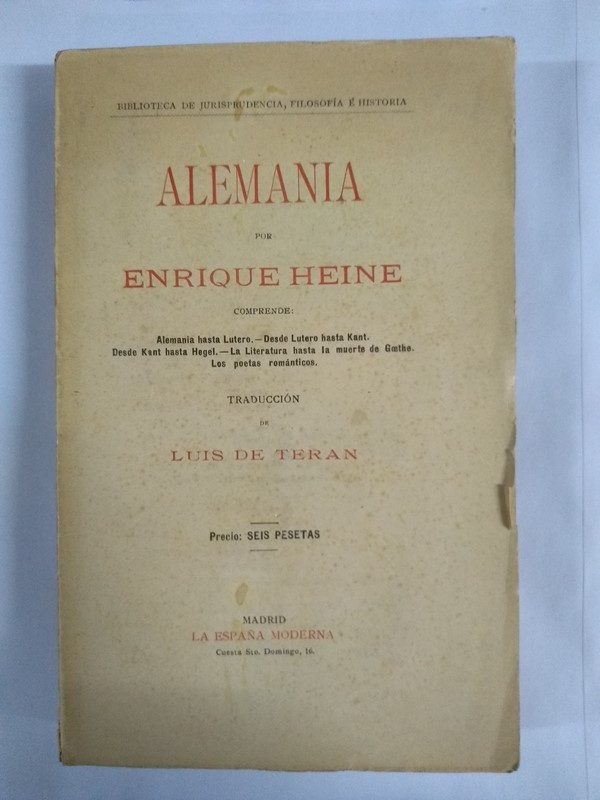 BIBLIOTECA DE JURISPRUDENCIA, FILOSOFÍA É HISTORIA
ALEMANIA
POR
ENRIQUE HEINE
COMPRENDE:
Alemania hasta Lutero.—Desde Lutero hasta Kant.
Desde Kant hasta Hegel.—La Literatura hasta la muerte de Gœthe.
Los poetas románticos.
TRADUCCIÓN
DE
LUIS DE TERAN
Precio: SEIS PESETAS
MADRID
LA ESPAÑA MODERNA
Cuesta Sto. Domingo, 16.